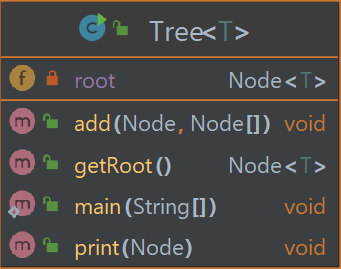 Tree<T>
root Node<T>
add(Node, Node[]) void
getRoot() Node<T>
main(String[]) void
print(Node) void